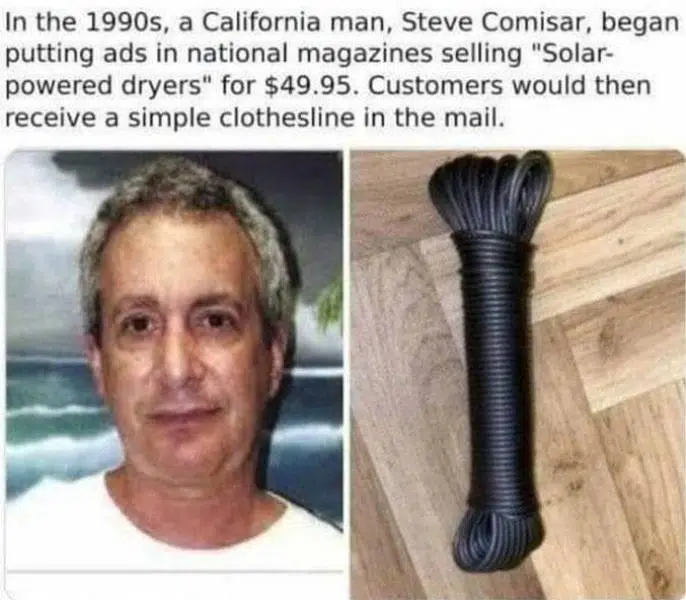 In the 1990s, a California man, Steve Comisar, began
putting ads in national magazines selling "Solar-
powered dryers" for $49.95. Customers would then
receive a simple clothesline in the mail.